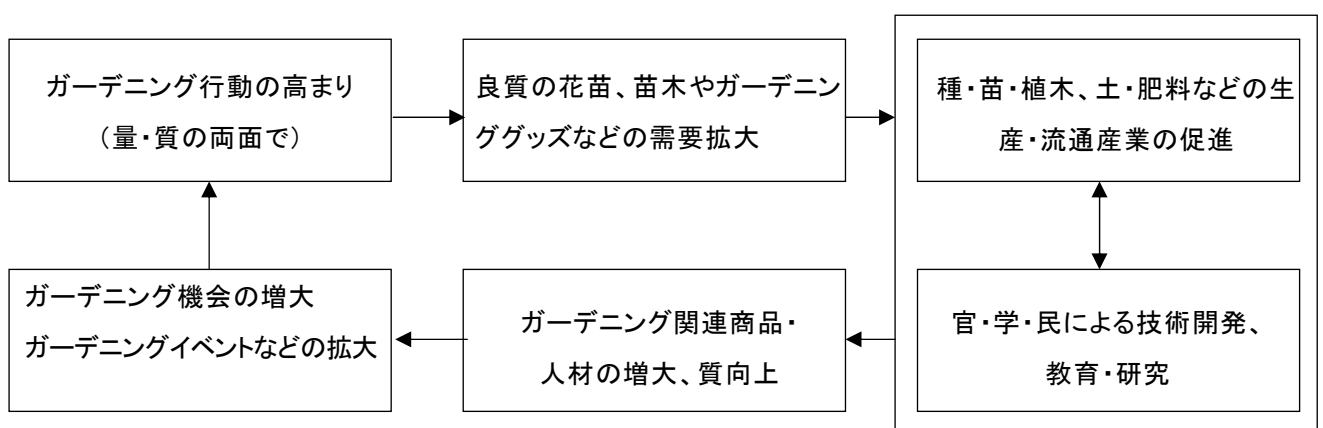 ガーデニング行動の高まり
（量・質の両面で）
良質の花苗、苗木やガーデニン
ググッズなどの需要拡大
種・苗・植木、土・肥料などの生
産・流通産業の促進
ガーデニング機会の増大
ガーデニングイベントなどの拡大
ガーデニング関連商品・
人材の増大、質向上
官・学・民による技術開発、
教育・研究